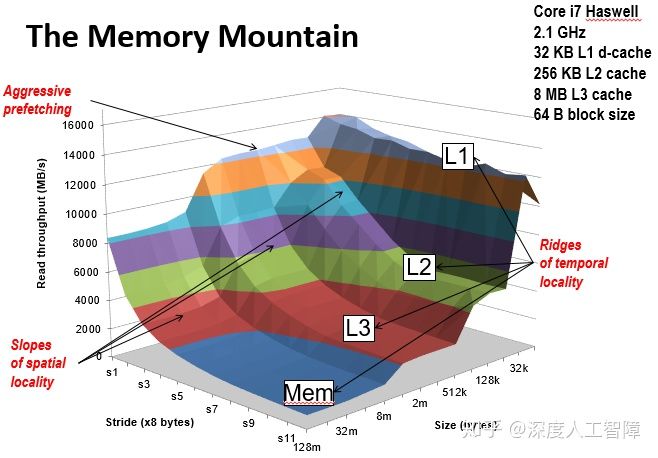 The Memory Mountain
Core i7 Haswell
2.1 GHz
32 KB L1 d-cache
256 KB L2 cache
8 MB L3 cache
64 B block size
Aggressive
prefetching
16000
14000
12000
10000
8000
6000
4000
2000
0
Read throughput (MB/s)
L1
L2
L3
Mem
Ridges
of temporal
locality
Slopes
of spatial
locality
s1
s3
s5
s7
s9
s11
Stride (x8 bytes)
128m
32m
8m
2m
512k
128k
32k
Size (bytes)
知乎 @深度人工智障